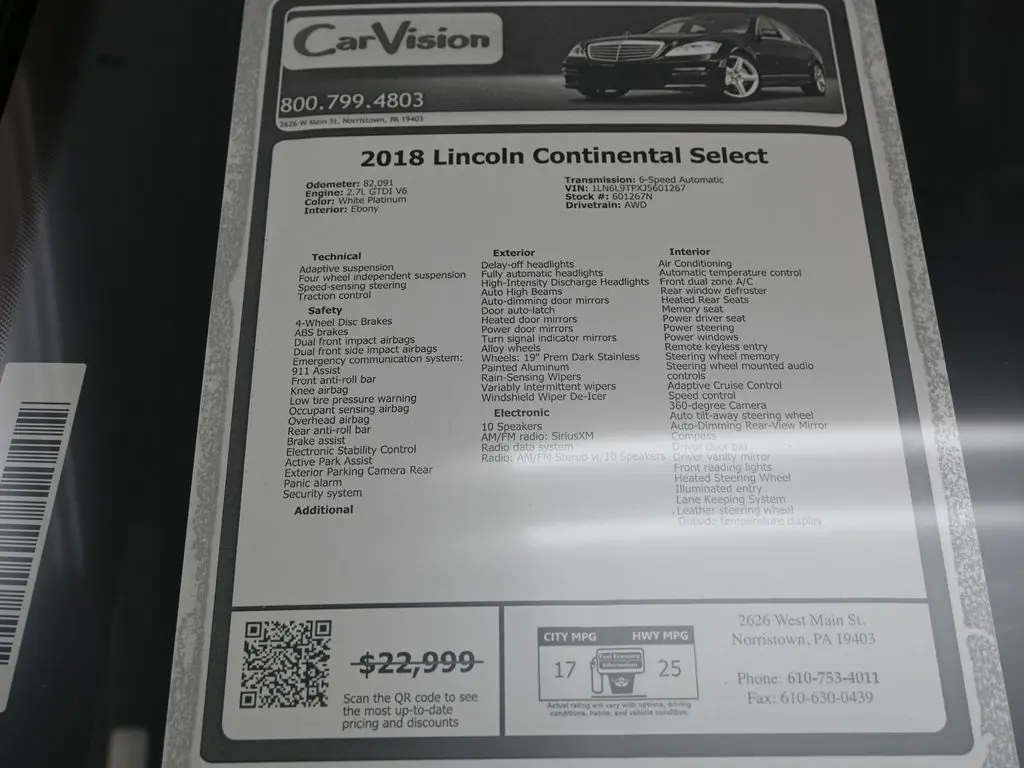 CarVision
800.799.4803
2626 W Main St, Norristown, PA 19403
2018 Lincoln Continental Select
Odometer: 82,091
Engine: 2.7L GTDI V6
Color: White Platinum
Interior: Ebony
Transmission: 6-Speed Automatic
VIN: 1LN6L9TPXJ5601267
Stock #: 601267N
Drivetrain: AWD
Technical
Adaptive suspension
Four wheel independent suspension
Speed-sensing steering
Traction control
Safety
4-Wheel Disc Brakes
ABS brakes
Dual front impact airbags
Dual front side impact airbags
Emergency communication system:
911 Assist
Front anti-roll bar
Knee airbag
Low tire pressure warning
Occupant sensing airbag
Overhead airbag
Rear anti-roll bar
Brake assist
Electronic Stability Control
Active Park Assist
Exterior Parking Camera Rear
Panic alarm
Security system
Additional
Exterior
Delay-off headlights
Fully automatic headlights
High-Intensity Discharge Headlights
Auto High Beams
Auto-dimming door mirrors
Door auto-latch
Heated door mirrors
Power door mirrors
Turn signal indicator mirrors
Alloy wheels
Wheels: 19" Prem Dark Stainless
Painted Aluminum
Rain-Sensing Wipers
Variably intermittent wipers
Windshield Wiper De-Icer
Electronic
10 Speakers
AM/FM radio: SiriusXM
Radio data system
Radio: AM/FM Stereo w/10 Speakers
Interior
Air Conditioning
Automatic temperature control
Front dual zone A/C
Rear window defroster
Heated Rear Seats
Memory seat
Power driver seat
Power steering
Power windows
Remote keyless entry
Steering wheel memory
Steering wheel mounted audio
controls
Adaptive Cruise Control
Speed control
360-degree Camera
Auto tilt-away steering wheel
Auto-Dimming Rear-View Mirror
Compass
Driver door bin
Driver vanity mirror
Front reading lights
Heated Steering Wheel
Illuminated entry
Lane Keeping System
Leather steering wheel
Outside temperature display
$22,999
Scan the QR code to see
the most up-to-date
pricing and discounts
CITY MPG HWY MPG
17 25
Fuel Economy
Information
Actual rating will vary with options, driving
conditions, habits, and vehicle condition.
2626 West Main St.
Norristown, PA 19403
Phone: 610-753-4011
Fax: 610-630-0439